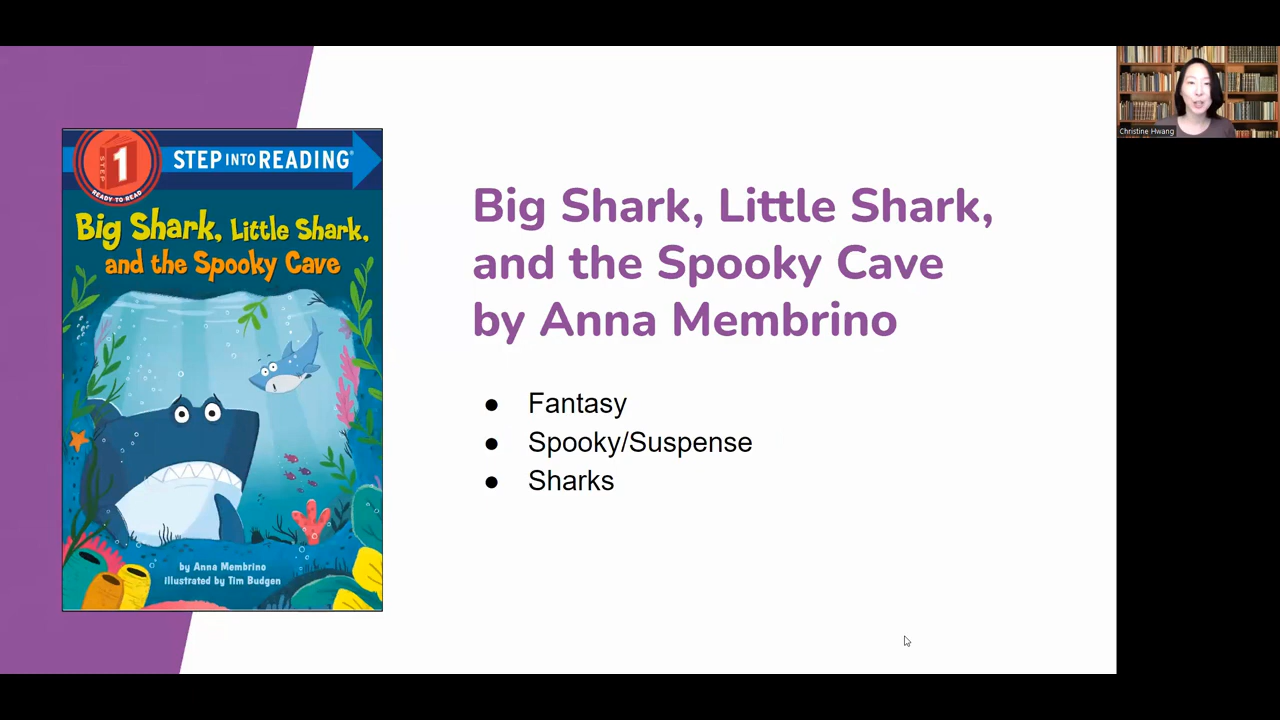 STEP 1
READY-TO-READ
STEP INTO READING®
Big Shark, Little Shark,
and the Spooky Cave
by Anna Membrino
illustrated by Tim Budgen
Big Shark, Little Shark,
and the Spooky Cave
by Anna Membrino
● Fantasy
● Spooky/Suspense
● Sharks
Christine Hwang